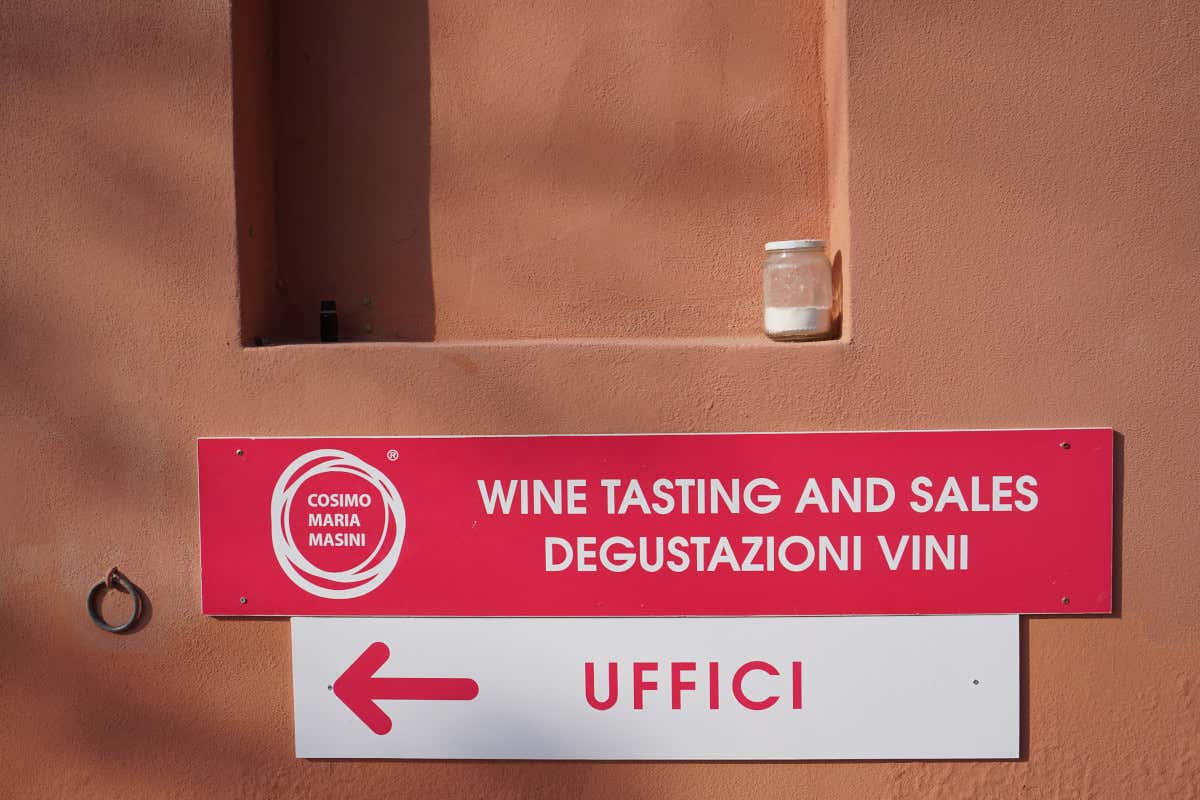 COSIMO
MARIA
MASINI
®
WINE TASTING AND SALES
DEGUSTAZIONI VINI
UFFICI